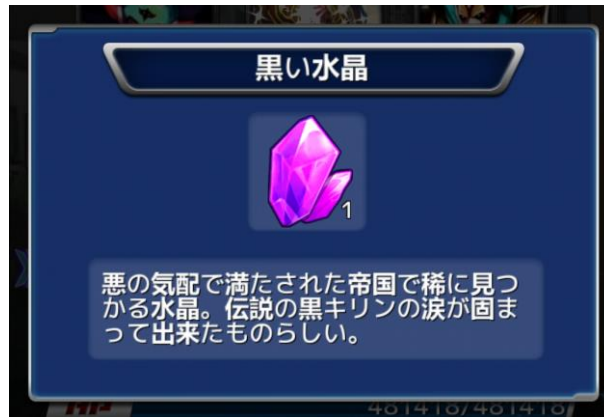 黒い水晶
1
悪の気配で満たされた帝国で稀に見つ
かる水晶。伝説の黒キリンの涙が固ま
って出来たものらしい。
HP
481418/481418